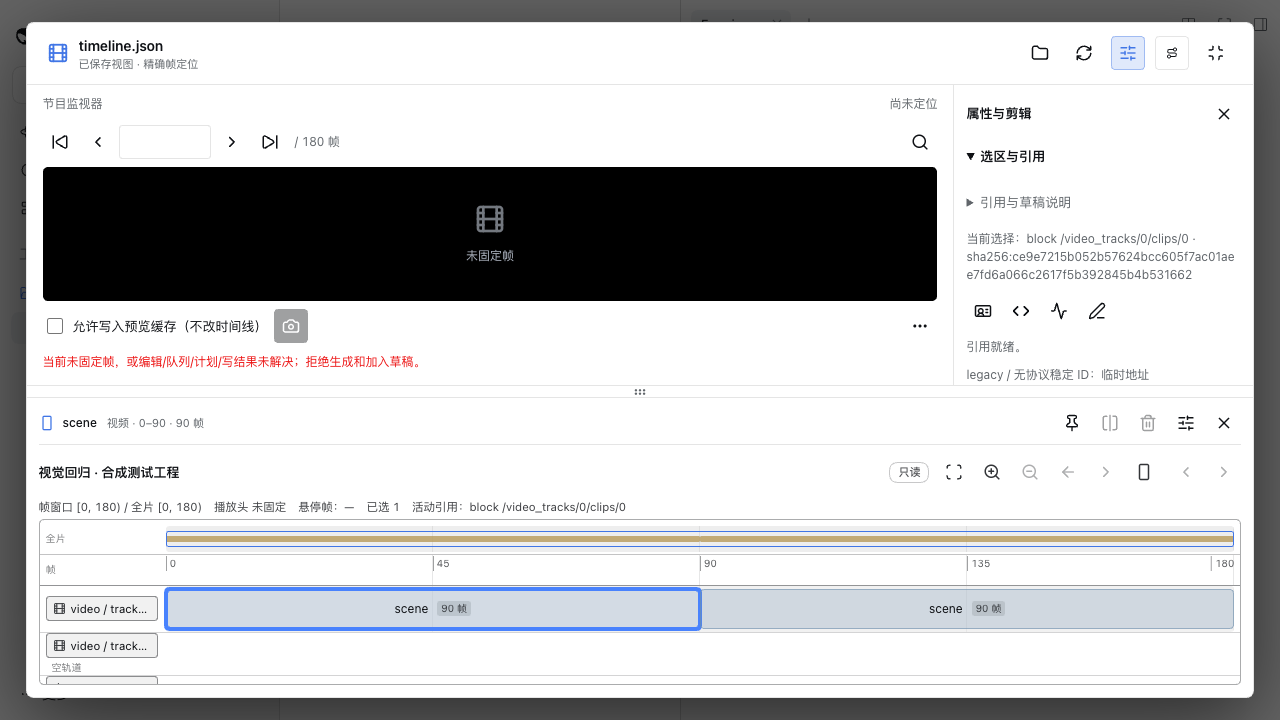 timeline.json
已保存视图 · 精确帧定位
节目监视器
尚未定位
/ 180 帧
未固定帧
允许写入预览缓存（不改时间线）
当前未固定帧，或编辑/队列/计划/写结果未解决；拒绝生成和加入草稿。
属性与剪辑
▼ 选区与引用
▶ 引用与草稿说明
当前选择：block /video_tracks/0/clips/0 ·
sha256:ce9e7215b052b57624bcc605f7ac01ae
e7fd6a066c2617f5b392845b4b531662
引用就绪。
legacy / 无协议稳定 ID：临时地址
scene 视频 · 0–90 · 90 帧
视觉回归 · 合成测试工程
只读
帧窗口 [0, 180) / 全片 [0, 180) 播放头 未固定 悬停帧：— 已选 1 活动引用：block /video_tracks/0/clips/0
全片
帧 0 45 90 135 180
video / track... scene 90 帧 scene 90 帧
video / track...
空轨道